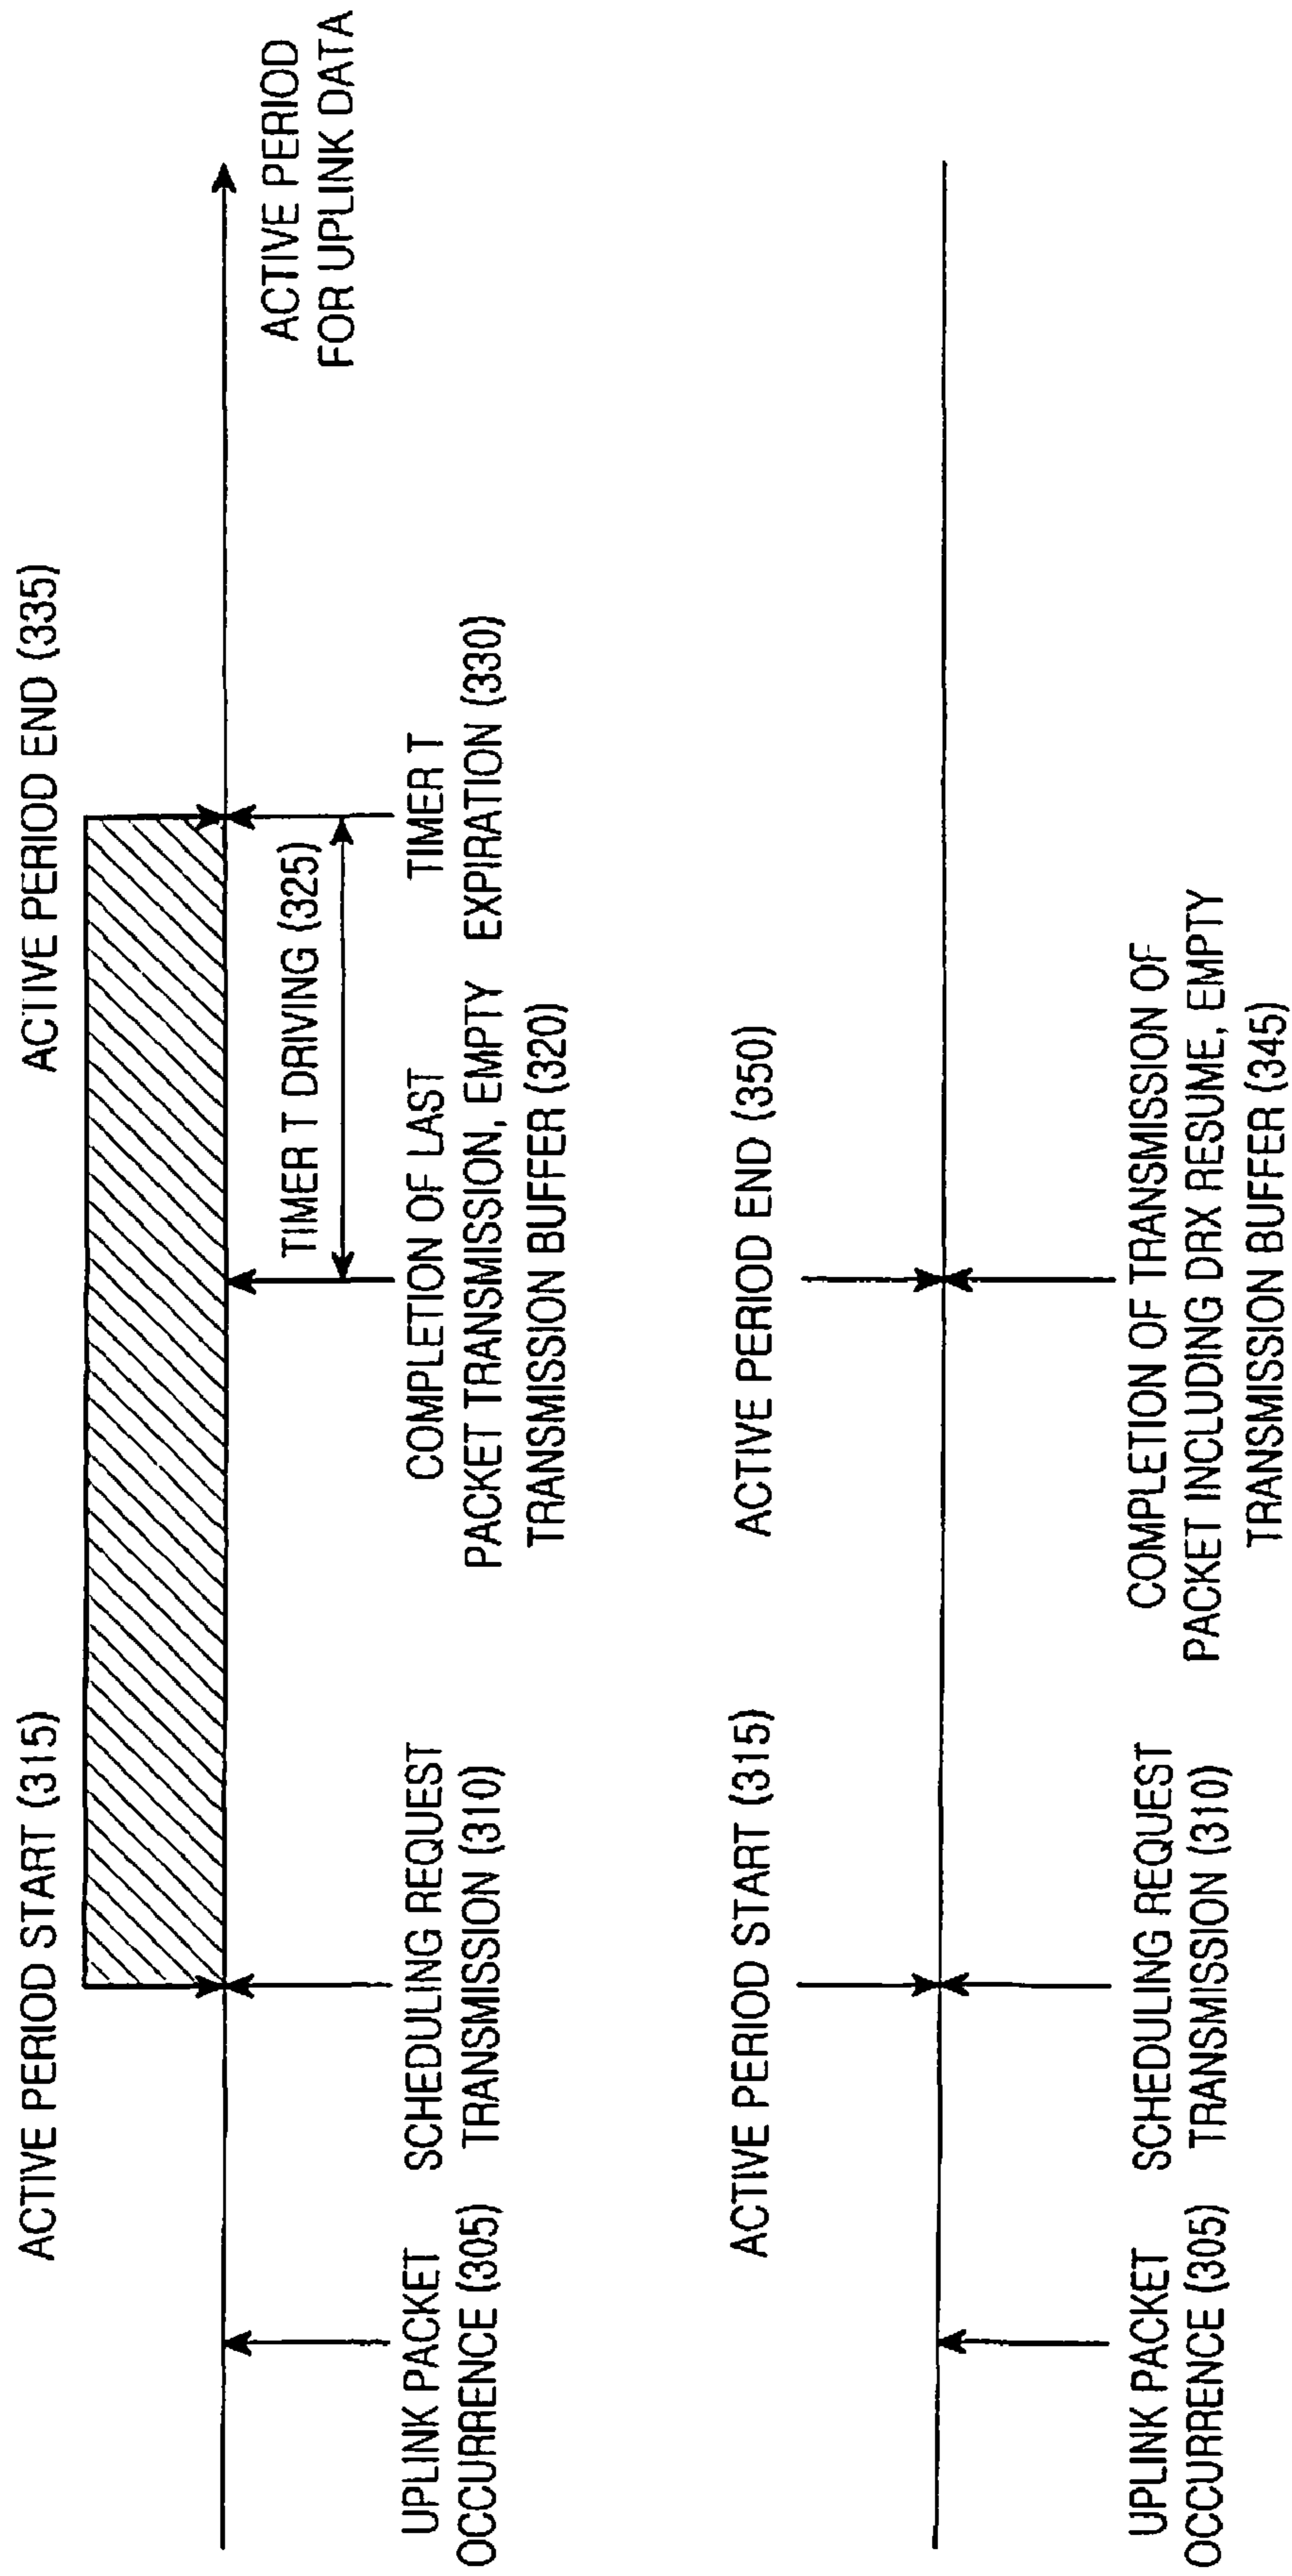 ACTIVE PERIOD START (315)
ACTIVE PERIOD END (335)
TIMER T DRIVING (325)
ACTIVE PERIOD
FOR UPLINK DATA
UPLINK PACKET
OCCURRENCE (305)
SCHEDULING REQUEST
TRANSMISSION (310)
COMPLETION OF LAST
PACKET TRANSMISSION, EMPTY
TRANSMISSION BUFFER (320)
TIMER T
EXPIRATION (330)
ACTIVE PERIOD START (315)
ACTIVE PERIOD END (350)
UPLINK PACKET
OCCURRENCE (305)
SCHEDULING REQUEST
TRANSMISSION (310)
COMPLETION OF TRANSMISSION OF
PACKET INCLUDING DRX RESUME, EMPTY
TRANSMISSION BUFFER (345)